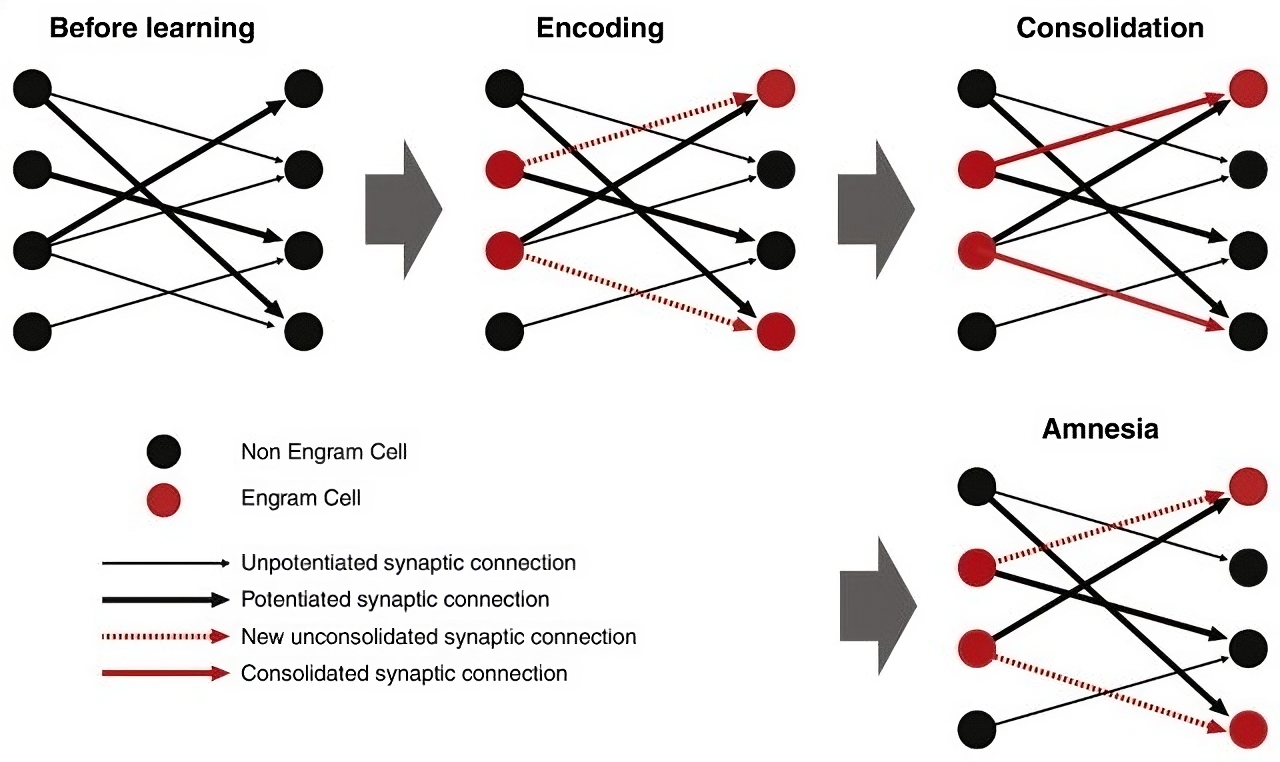 Before learning
Encoding
Consolidation
Amnesia
Non Engram Cell
Engram Cell
Unpotentiated synaptic connection
Potentiated synaptic connection
New unconsolidated synaptic connection
Consolidated synaptic connection